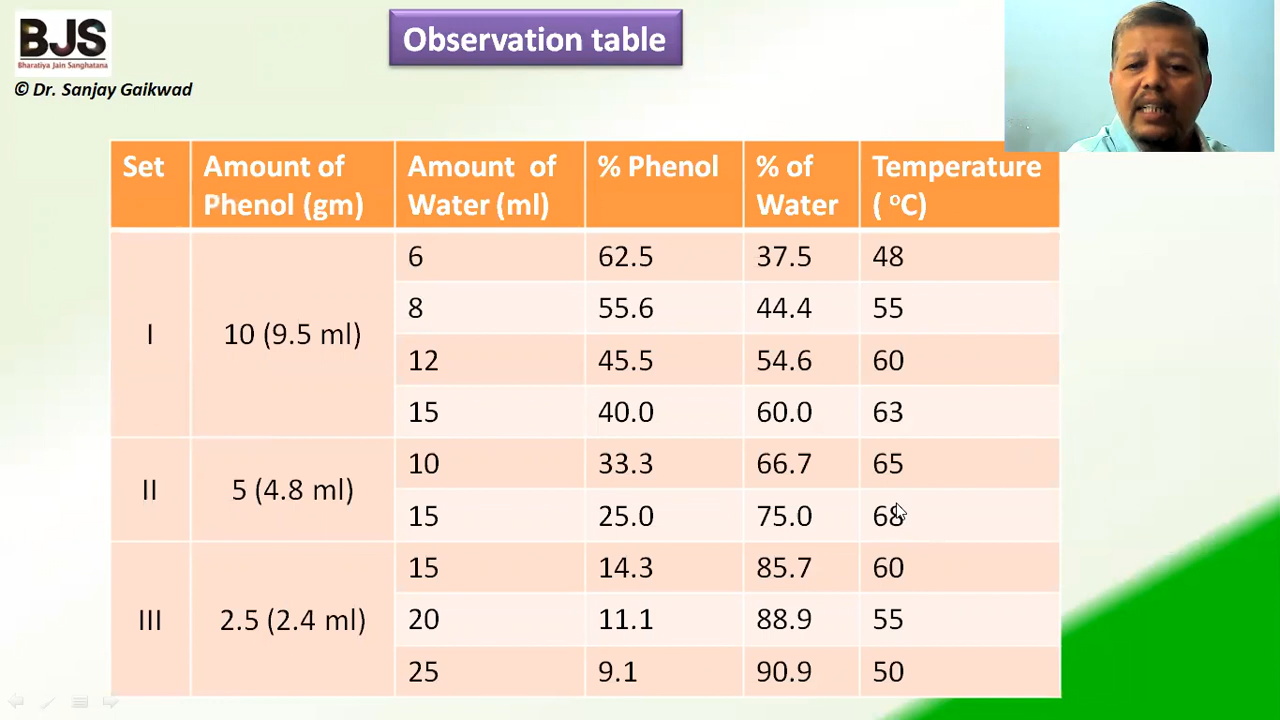 BJS
Bharatiya Jain Sanghatana
© Dr. Sanjay Gaikwad
Observation table
Set | Amount of Phenol (gm) | Amount of Water (ml) | % Phenol | % of Water | Temperature ( ºC)
I | 10 (9.5 ml) | 6 | 62.5 | 37.5 | 48
8 | 55.6 | 44.4 | 55
12 | 45.5 | 54.6 | 60
15 | 40.0 | 60.0 | 63
II | 5 (4.8 ml) | 10 | 33.3 | 66.7 | 65
15 | 25.0 | 75.0 | 68
III | 2.5 (2.4 ml) | 15 | 14.3 | 85.7 | 60
20 | 11.1 | 88.9 | 55
25 | 9.1 | 90.9 | 50